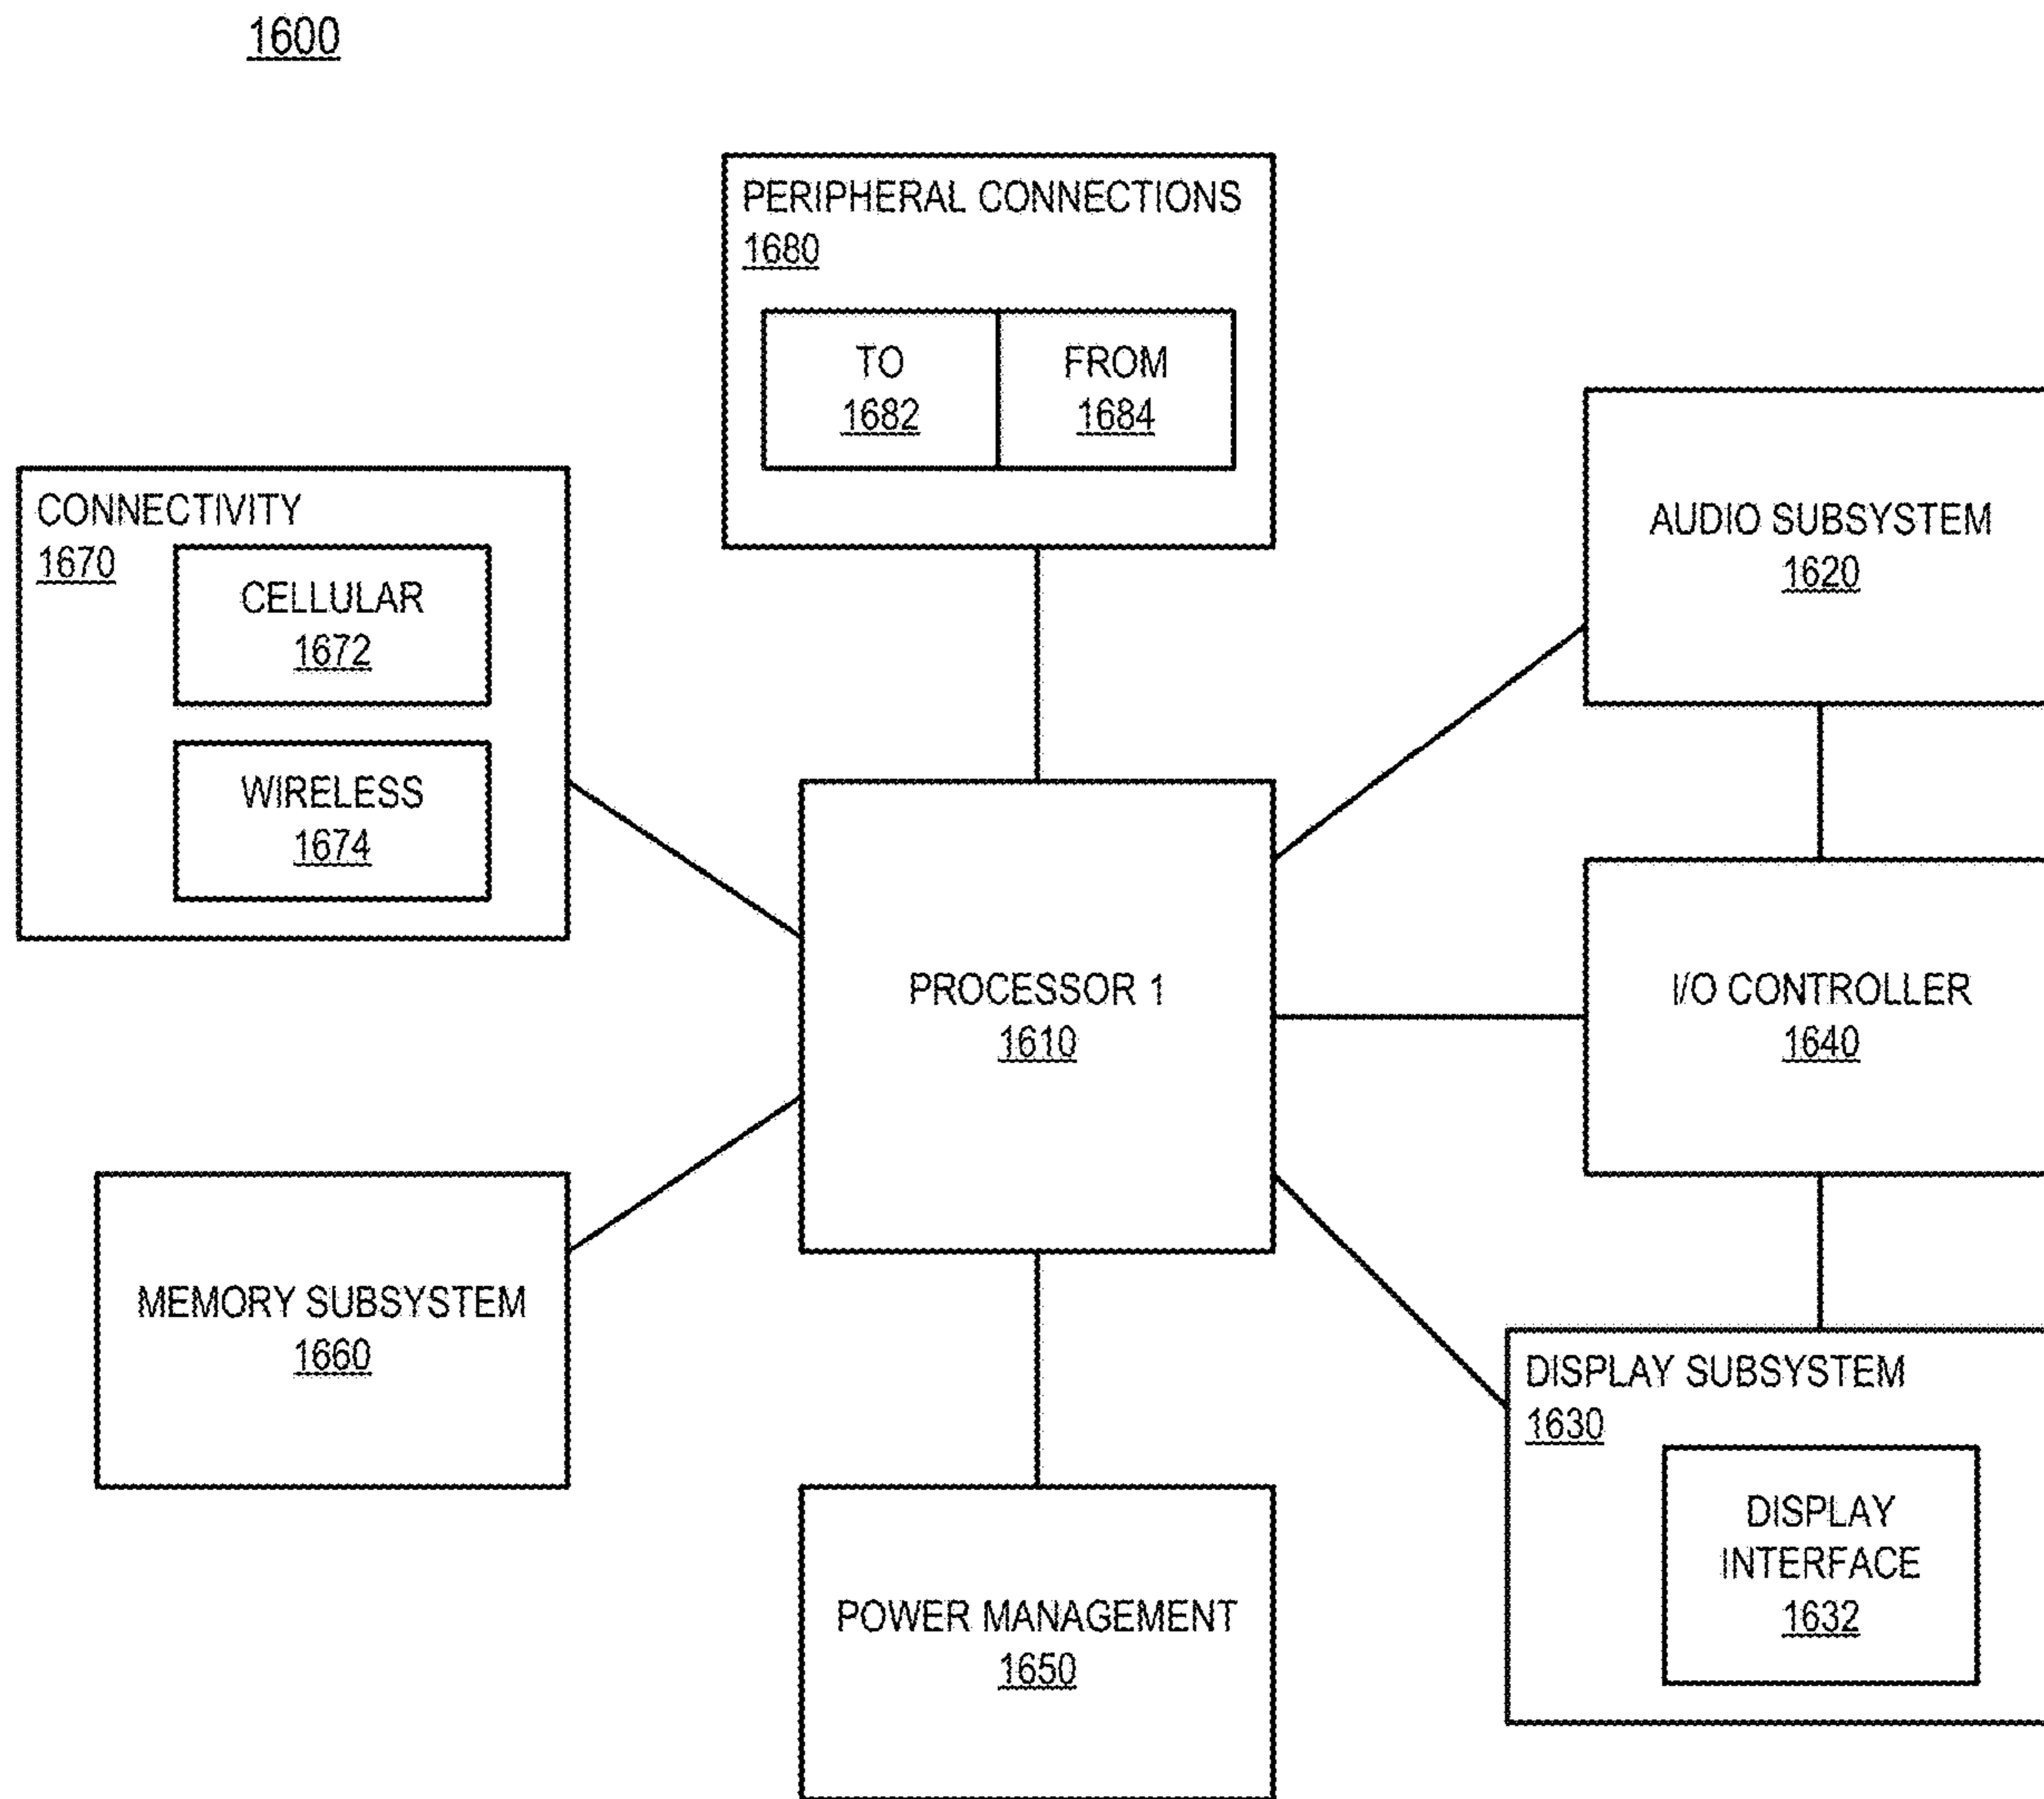 1600
PERIPHERAL CONNECTIONS
1680
TO
1682
FROM
1684
AUDIO SUBSYSTEM
1620
CONNECTIVITY
1670
CELLULAR
1672
WIRELESS
1674
PROCESSOR 1
1610
I/O CONTROLLER
1640
MEMORY SUBSYSTEM
1660
DISPLAY SUBSYSTEM
1630
DISPLAY
INTERFACE
1632
POWER MANAGEMENT
1650